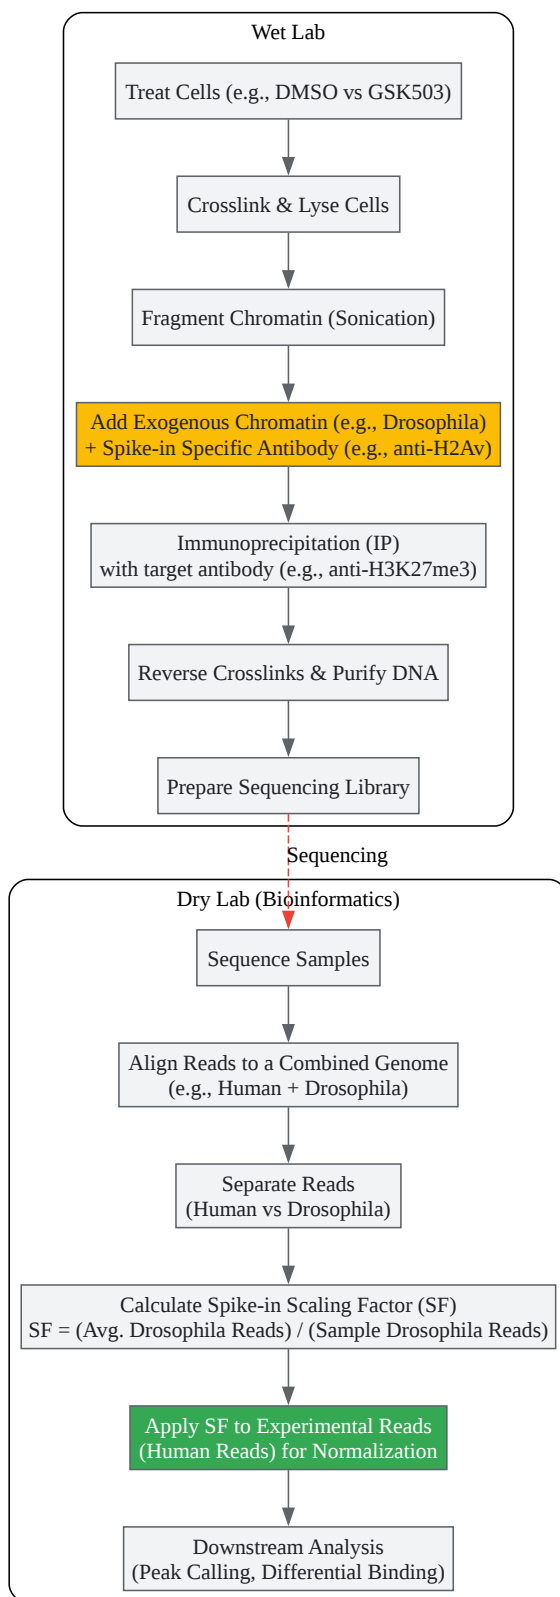 Wet Lab
Treat Cells (e.g., DMSO vs GSK503)
Crosslink & Lyse Cells
Fragment Chromatin (Sonication)
Add Exogenous Chromatin (e.g., Drosophila)
+ Spike-in Specific Antibody (e.g., anti-H2Av)
Immunoprecipitation (IP)
with target antibody (e.g., anti-H3K27me3)
Reverse Crosslinks & Purify DNA
Prepare Sequencing Library
Sequencing
Dry Lab (Bioinformatics)
Sequence Samples
Align Reads to a Combined Genome
(e.g., Human + Drosophila)
Separate Reads
(Human vs Drosophila)
Calculate Spike-in Scaling Factor (SF)
SF = (Avg. Drosophila Reads) / (Sample Drosophila Reads)
Apply SF to Experimental Reads
(Human Reads) for Normalization
Downstream Analysis
(Peak Calling, Differential Binding)